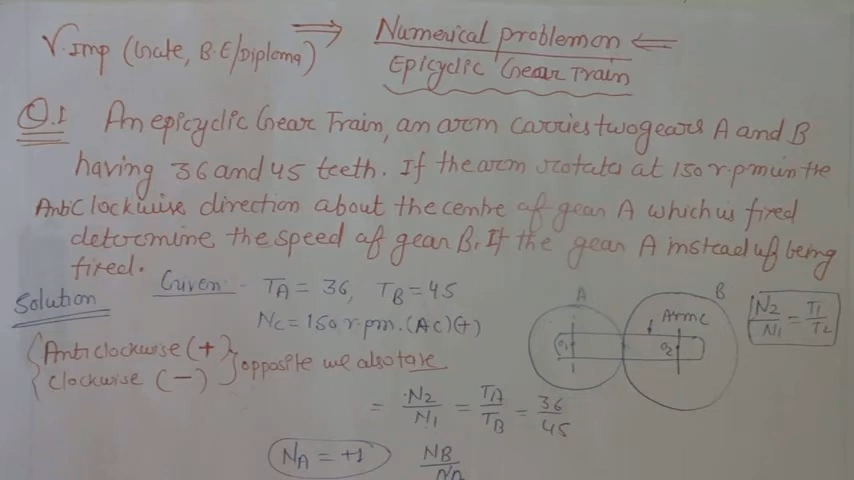 V.Imp (Gate, B.E/Diploma) ⇒ Numerical problem on ⇐
Epicyclic Gear Train
Q.1 An epicyclic Gear Train, an arm carries two gears A and B
having 36 and 45 teeth. If the arm rotates at 150 r.p.m in the
AntiClockwise direction about the centre of gear A which is fixed
determine the speed of gear B. If the gear A instead of being
fixed.
Solution Given - TA = 36, TB = 45
NC = 150 r.p.m. (AC) (+)
A B
Arm C
O1 O2
N2/N1 = T1/T2
{ Anticlockwise (+)
{ Clockwise (-) } opposite we also take
= N2/N1 = TA/TB = 36/45
NA = +1 NB/NA